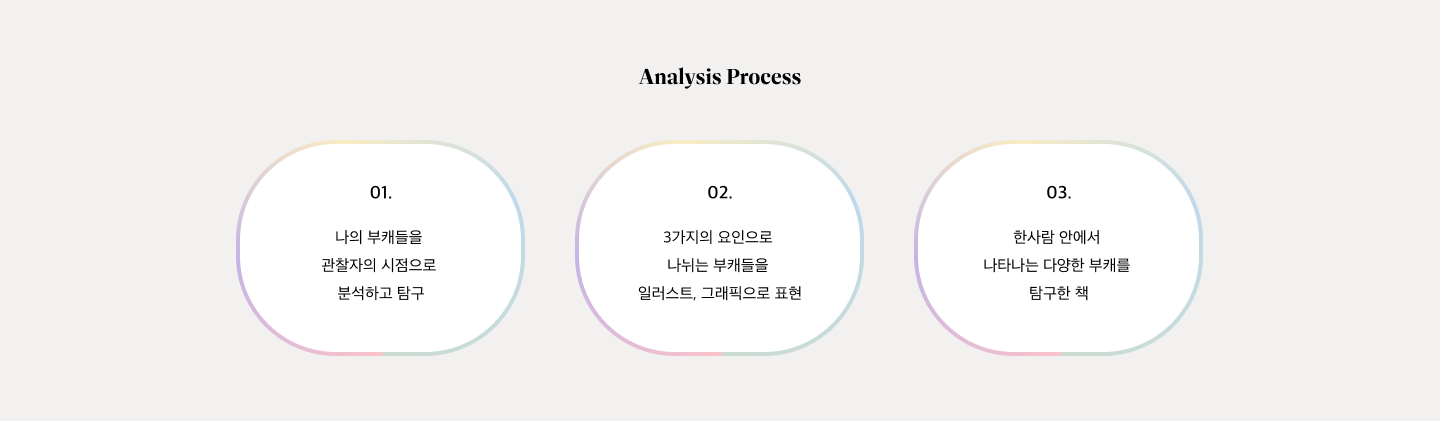 Analysis Process
01.
나의 부캐들을
관찰자의 시점으로
분석하고 탐구
02.
3가지의 요인으로
나뉘는 부캐들을
일러스트, 그래픽으로 표현
03.
한사람 안에서
나타나는 다양한 부캐를
탐구한 책